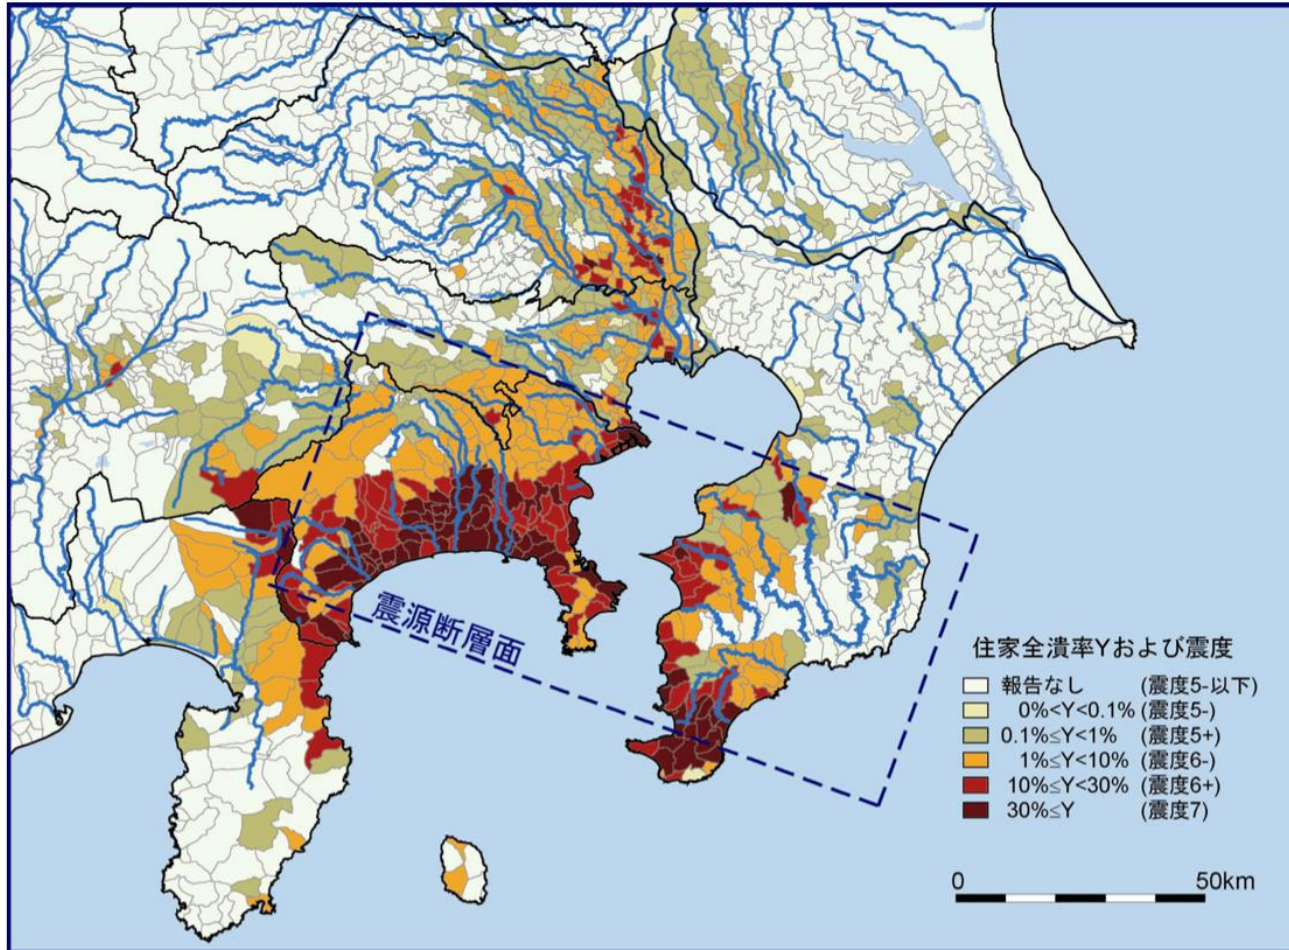 震源断層面
住家全潰率Yおよび震度
報告なし (震度5-以下)
0%<Y<0.1% (震度5-)
0.1%≤Y<1% (震度5+)
1%≤Y<10% (震度6-)
10%≤Y<30% (震度6+)
30%≤Y (震度7)
0 50km